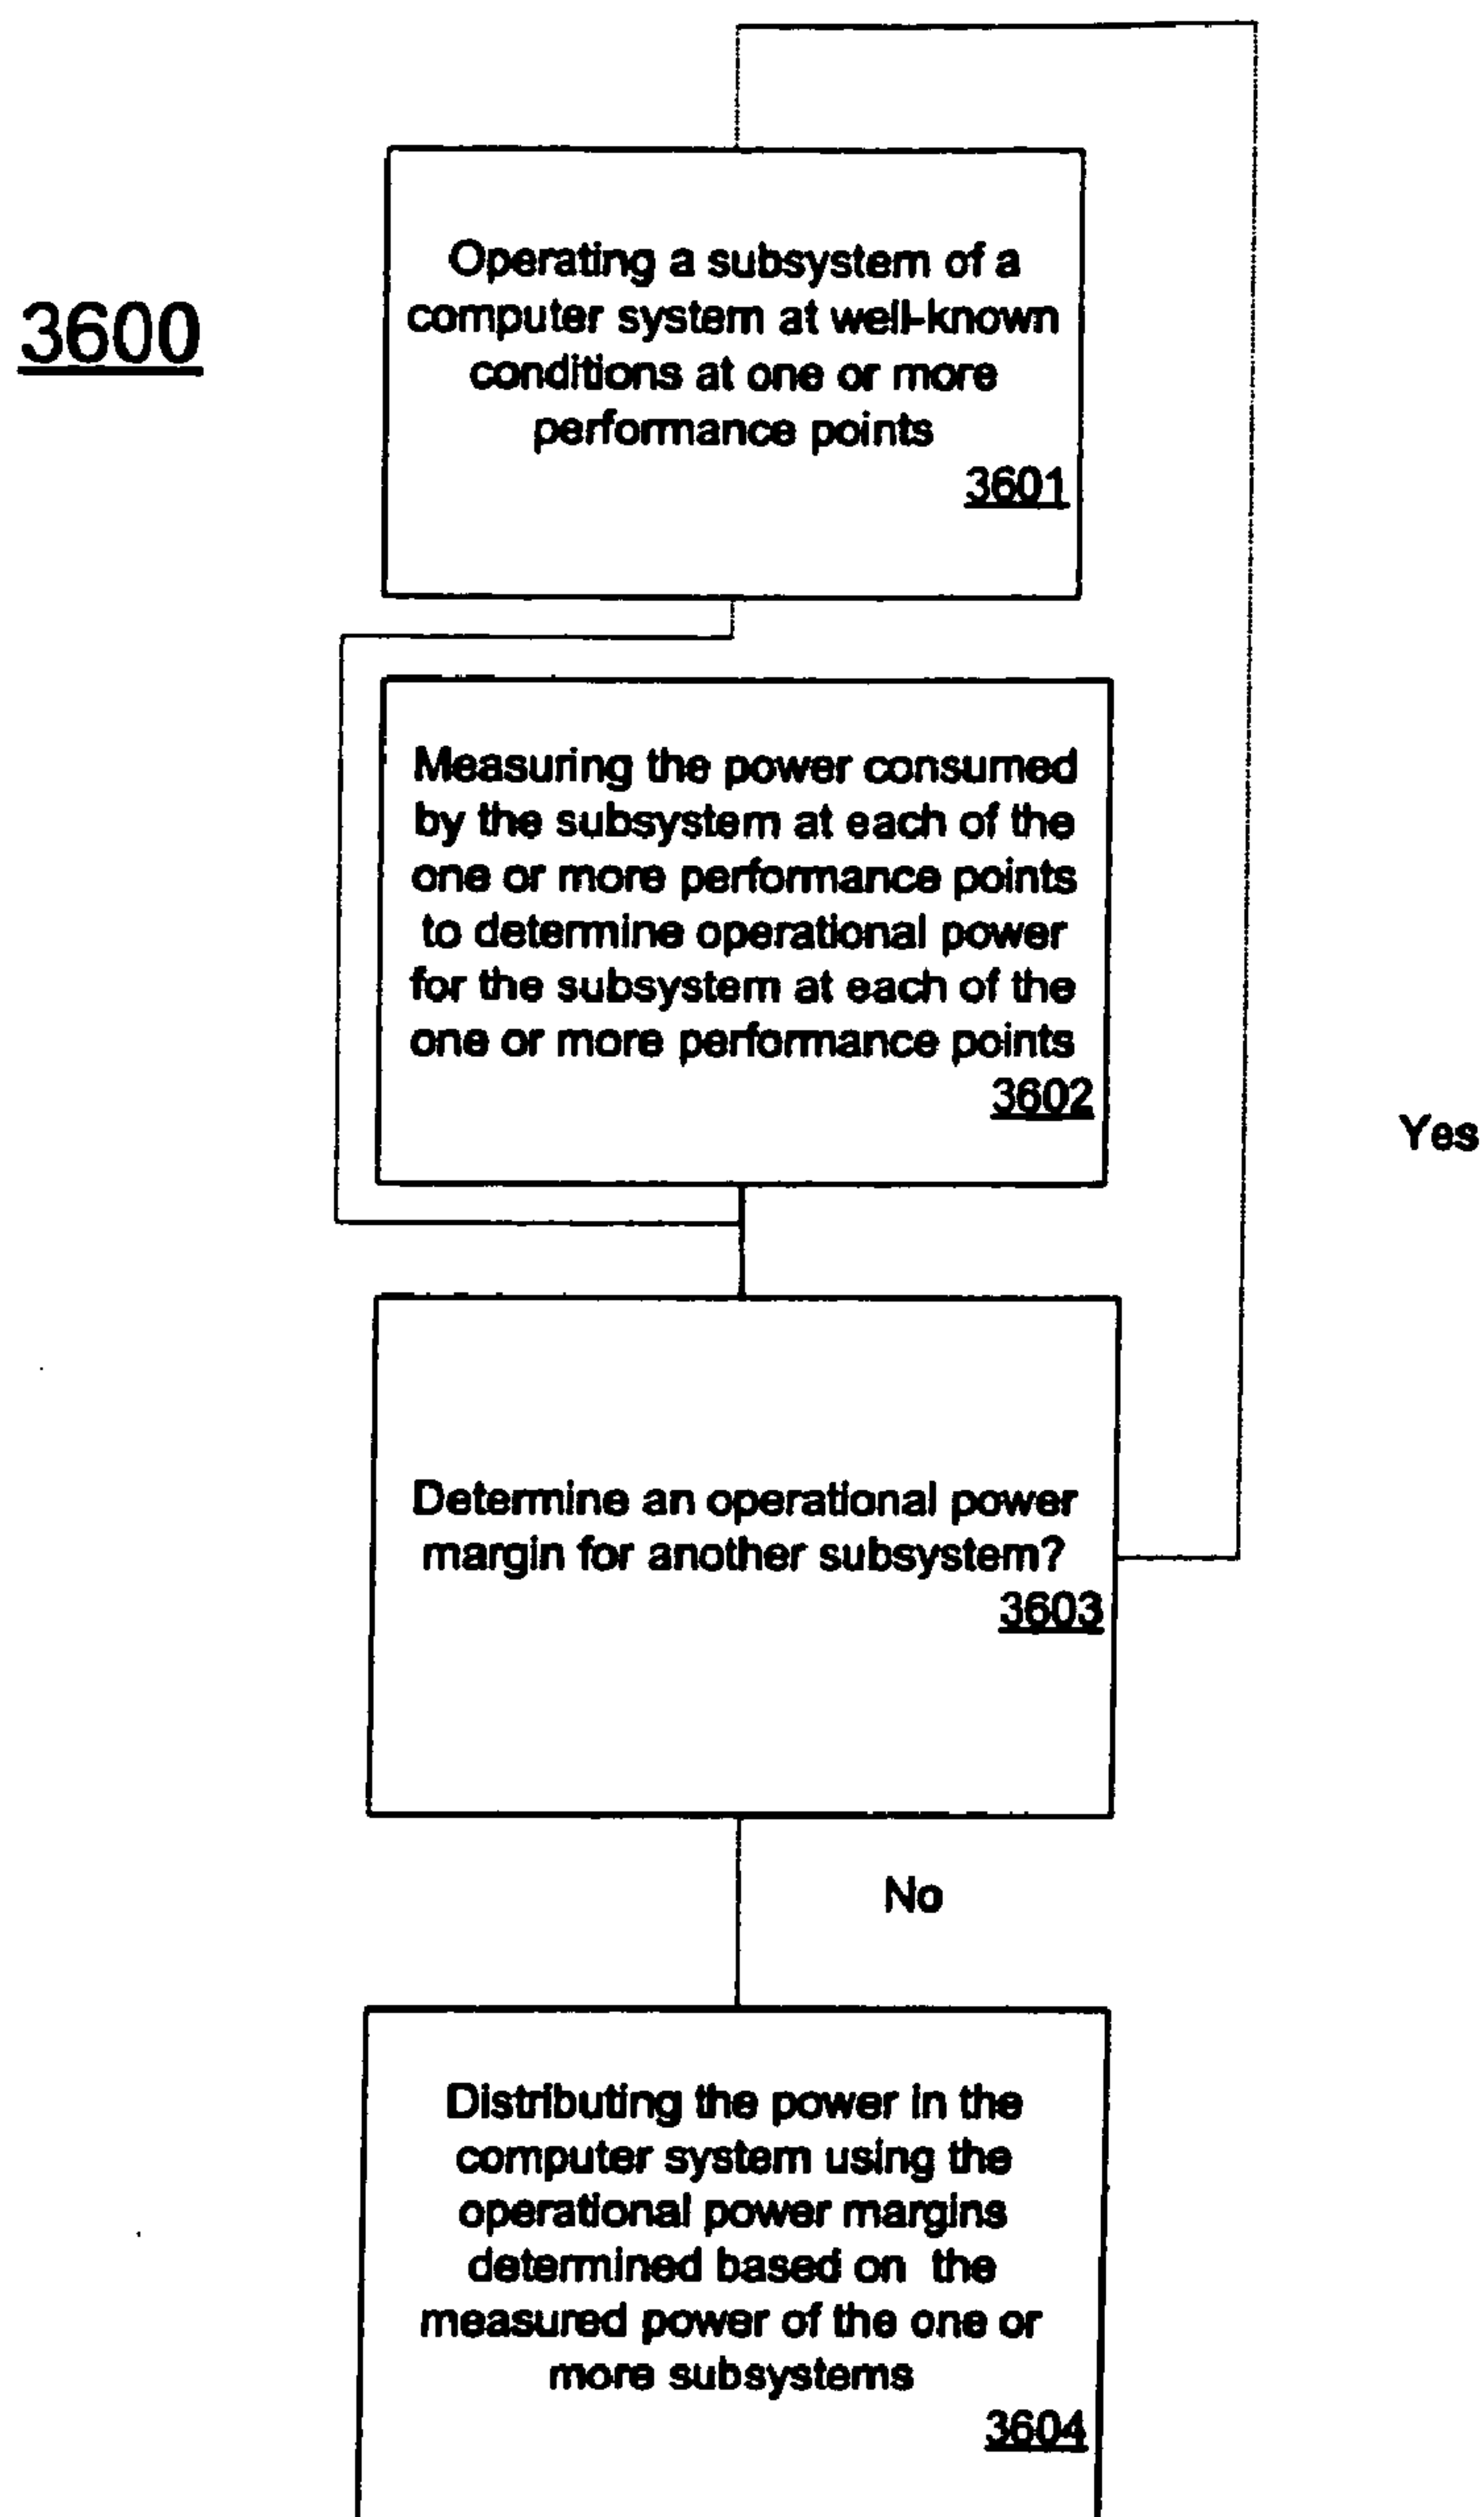 3600
Operating a subsystem of a
computer system at well-known
conditions at one or more
performance points
3601
Measuring the power consumed
by the subsystem at each of the
one or more performance points
to determine operational power
for the subsystem at each of the
one or more performance points
3602
Yes
Determine an operational power
margin for another subsystem?
3603
No
Distributing the power in the
computer system using the
operational power margins
determined based on the
measured power of the one or
more subsystems
3604